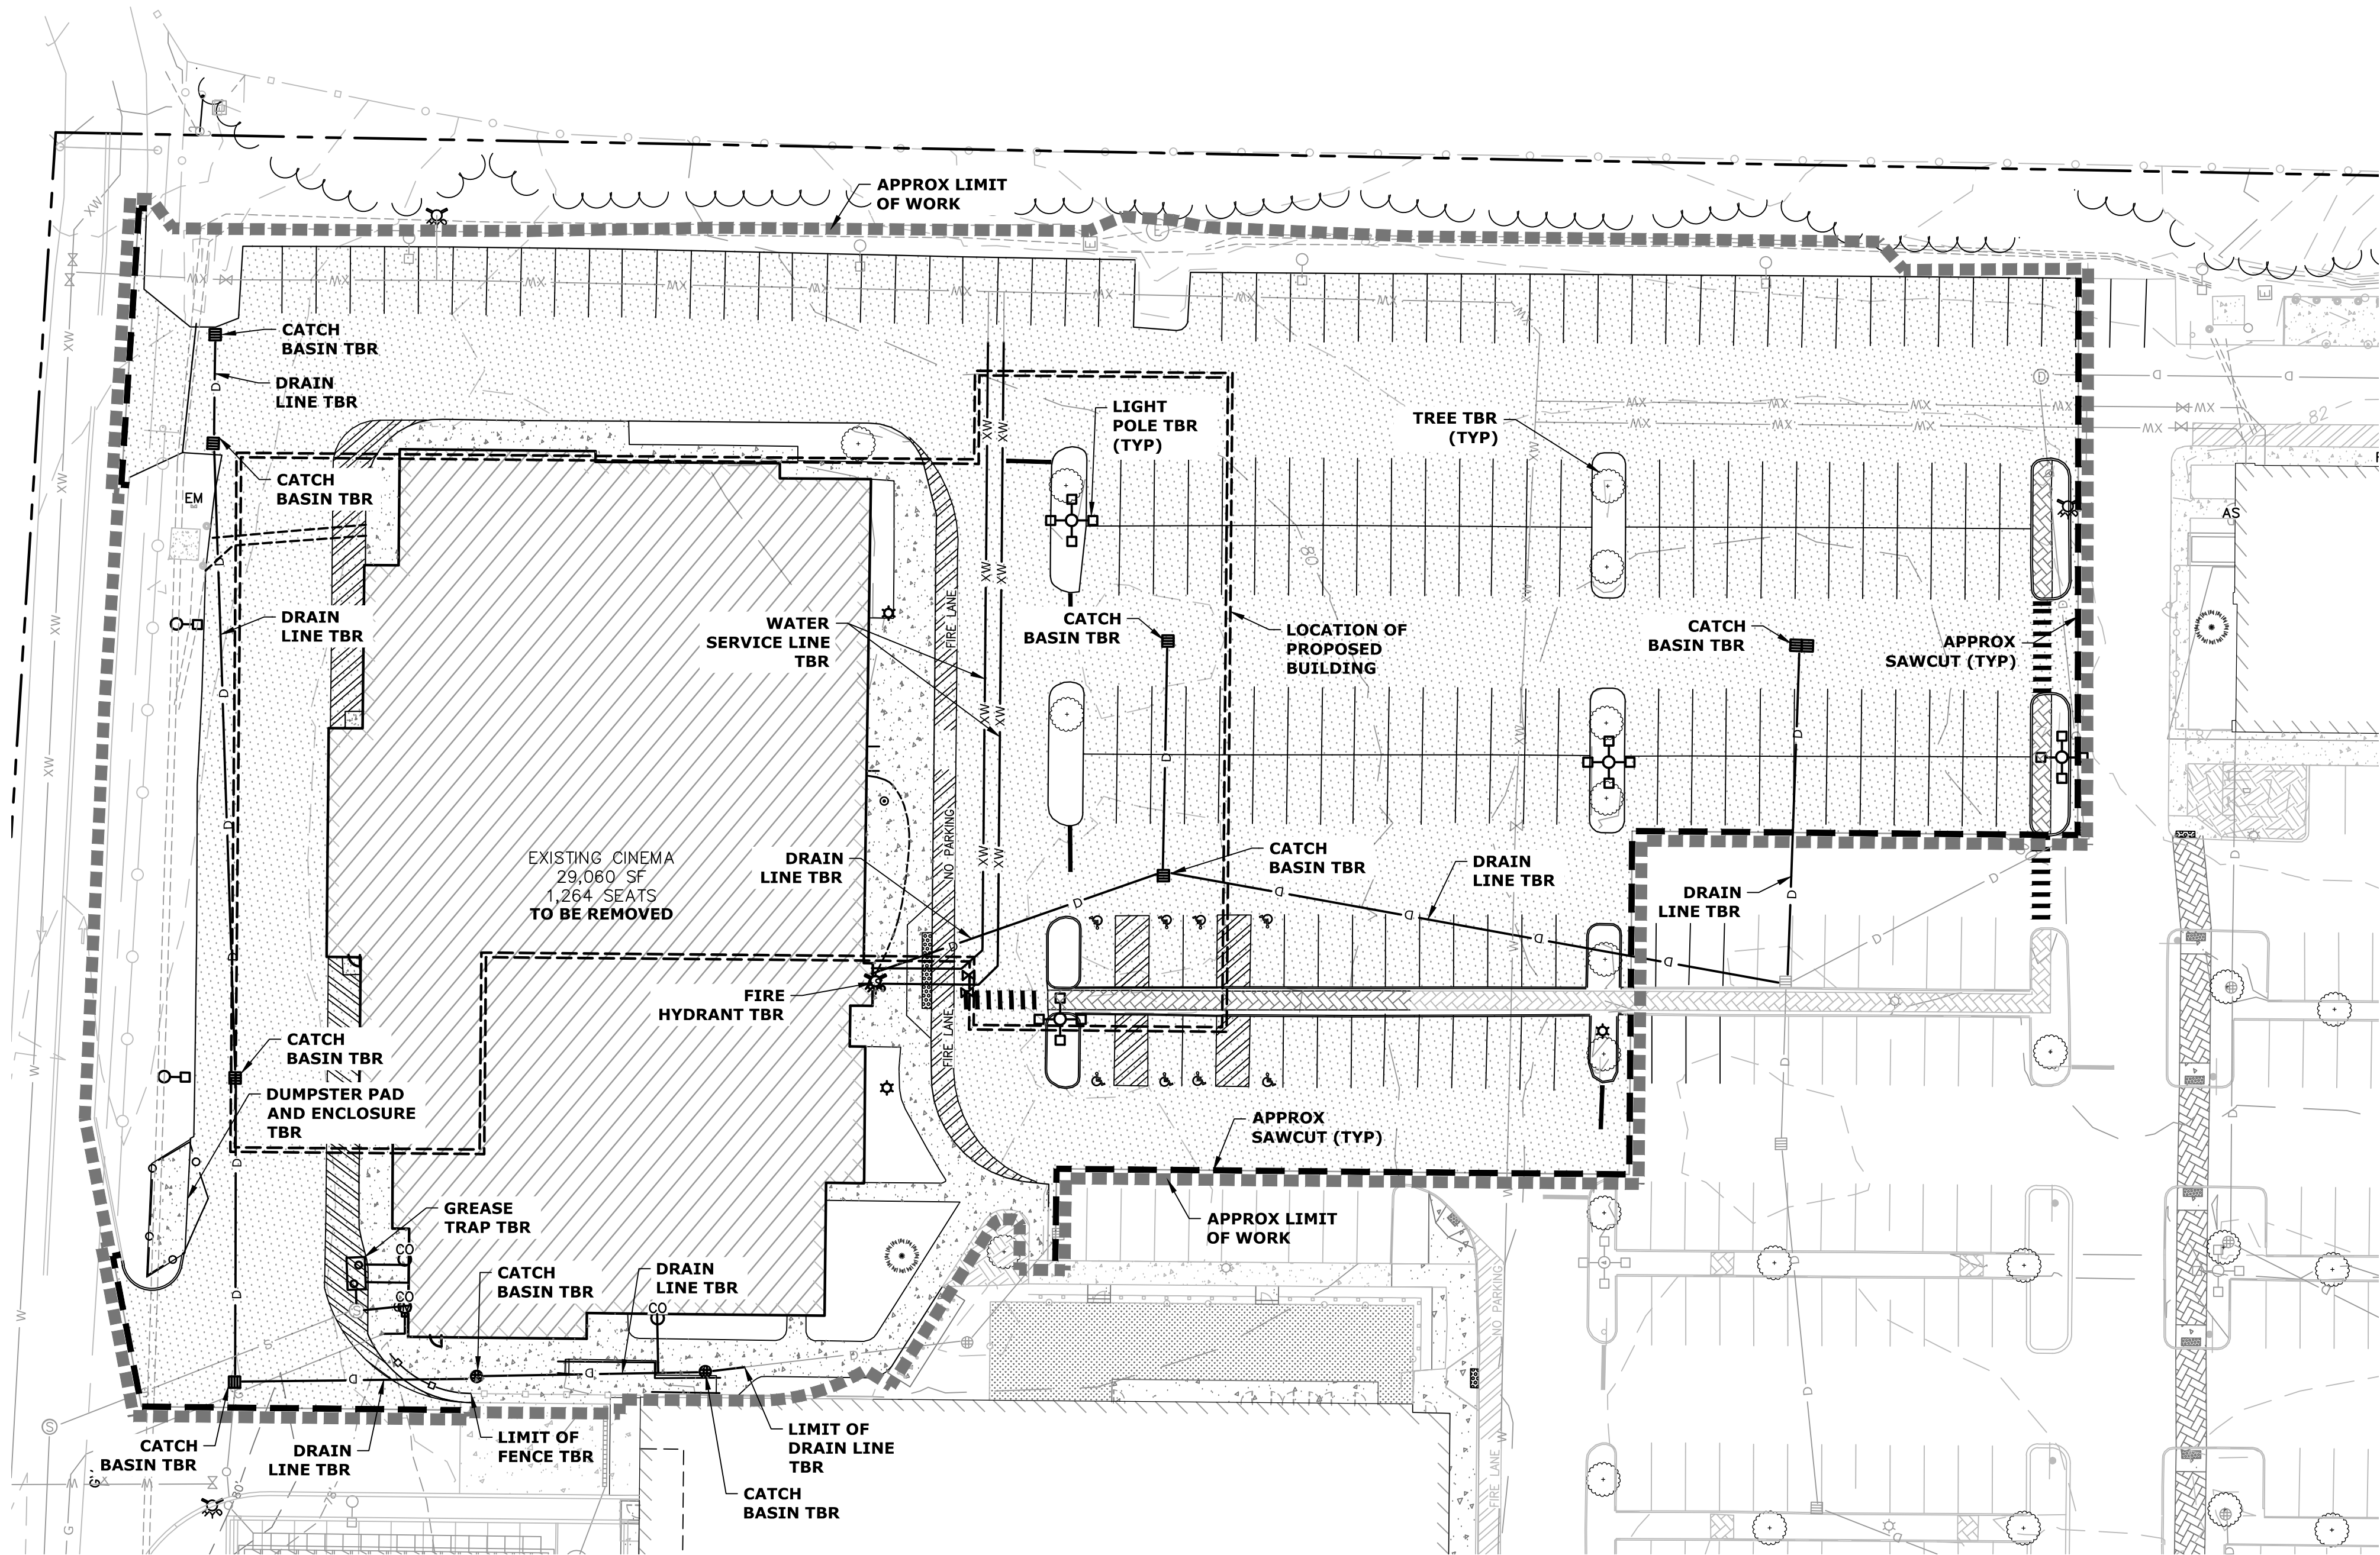 APPROX LIMIT
OF WORK
CATCH
BASIN TBR
DRAIN
LINE TBR
CATCH
BASIN TBR
EM
LIGHT
POLE TBR
(TYP)
TREE TBR
(TYP)
82
80
AS
DRAIN
LINE TBR
WATER
SERVICE LINE
TBR
FIRE LANE
CATCH
BASIN TBR
LOCATION OF
PROPOSED
BUILDING
CATCH
BASIN TBR
APPROX
SAWCUT (TYP)
EXISTING CINEMA
29,060 SF
1,264 SEATS
TO BE REMOVED
DRAIN
LINE TBR
NO PARKING
CATCH
BASIN TBR
DRAIN
LINE TBR
DRAIN
LINE TBR
FIRE
HYDRANT TBR
FIRE LANE
CATCH
BASIN TBR
DUMPSTER PAD
AND ENCLOSURE
TBR
APPROX
SAWCUT (TYP)
GREASE
TRAP TBR
APPROX LIMIT
OF WORK
CO
CO
CO
CATCH
BASIN TBR
DRAIN
LINE TBR
NO PARKING
FIRE LANE
CATCH
BASIN TBR
DRAIN
LINE TBR
LIMIT OF
FENCE TBR
LIMIT OF
DRAIN LINE
TBR
CATCH
BASIN TBR
80'
78'